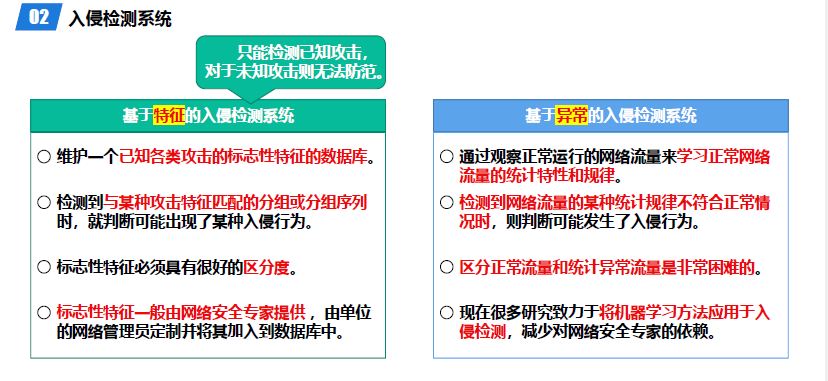 02 入侵检测系统
只能检测已知攻击，
对于未知攻击则无法防范。
基于特征的入侵检测系统
○ 维护一个已知各类攻击的标志性特征的数据库。
○ 检测到与某种攻击特征匹配的分组或分组序列
时，就判断可能出现了某种入侵行为。
○ 标志性特征必须具有很好的区分度。
○ 标志性特征一般由网络安全专家提供 ，由单位
的网络管理员定制并将其加入到数据库中。
基于异常的入侵检测系统
○ 通过观察正常运行的网络流量来学习正常网络
流量的统计特性和规律。
○ 检测到网络流量的某种统计规律不符合正常情
况时，则判断可能发生了入侵行为。
○ 区分正常流量和统计异常流量是非常困难的。
○ 现在很多研究致力于将机器学习方法应用于入
侵检测，减少对网络安全专家的依赖。